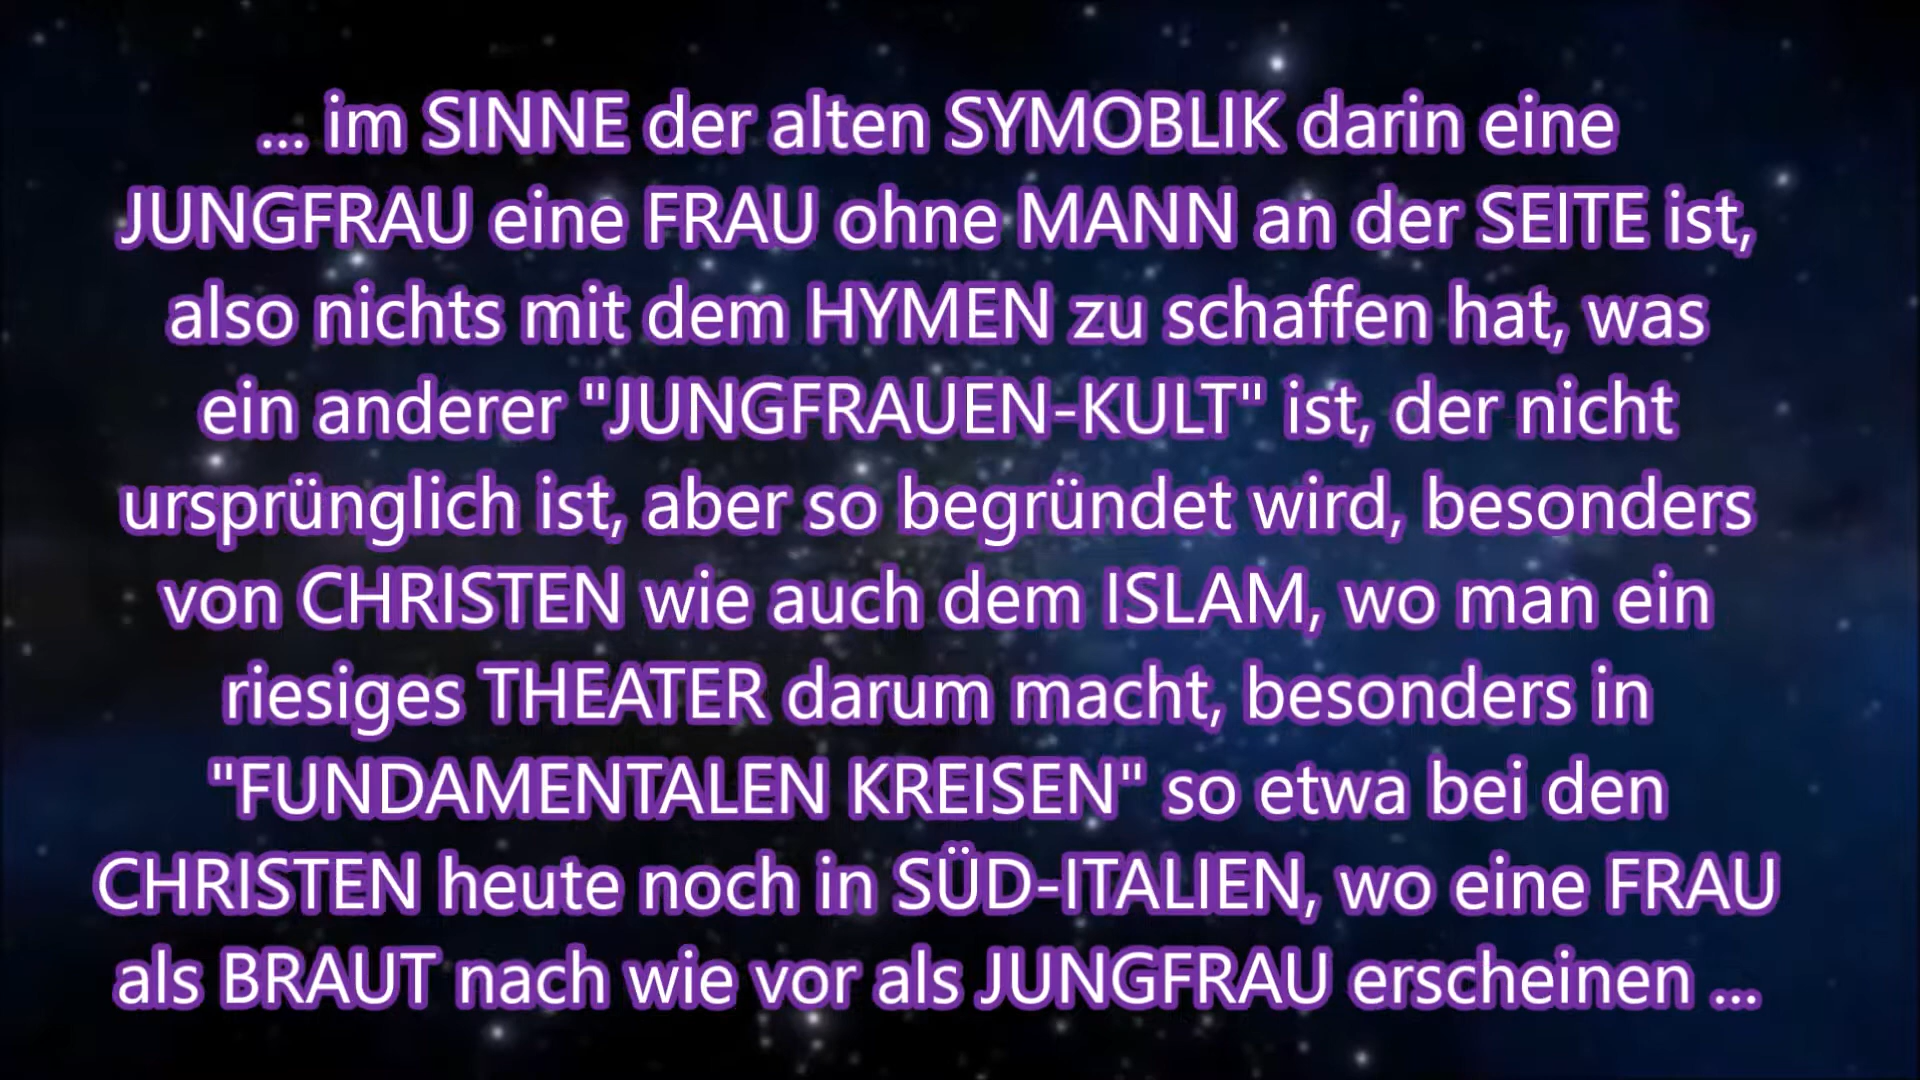 ... im SINNE der alten SYMOBLIK darin eine
JUNGFRAU eine FRAU ohne MANN an der SEITE ist,
also nichts mit dem HYMEN zu schaffen hat, was
ein anderer "JUNGFRAUEN-KULT" ist, der nicht
ursprünglich ist, aber so begründet wird, besonders
von CHRISTEN wie auch dem ISLAM, wo man ein
riesiges THEATER darum macht, besonders in
"FUNDAMENTALEN KREISEN" so etwa bei den
CHRISTEN heute noch in SÜD-ITALIEN, wo eine FRAU
als BRAUT nach wie vor als JUNGFRAU erscheinen ...